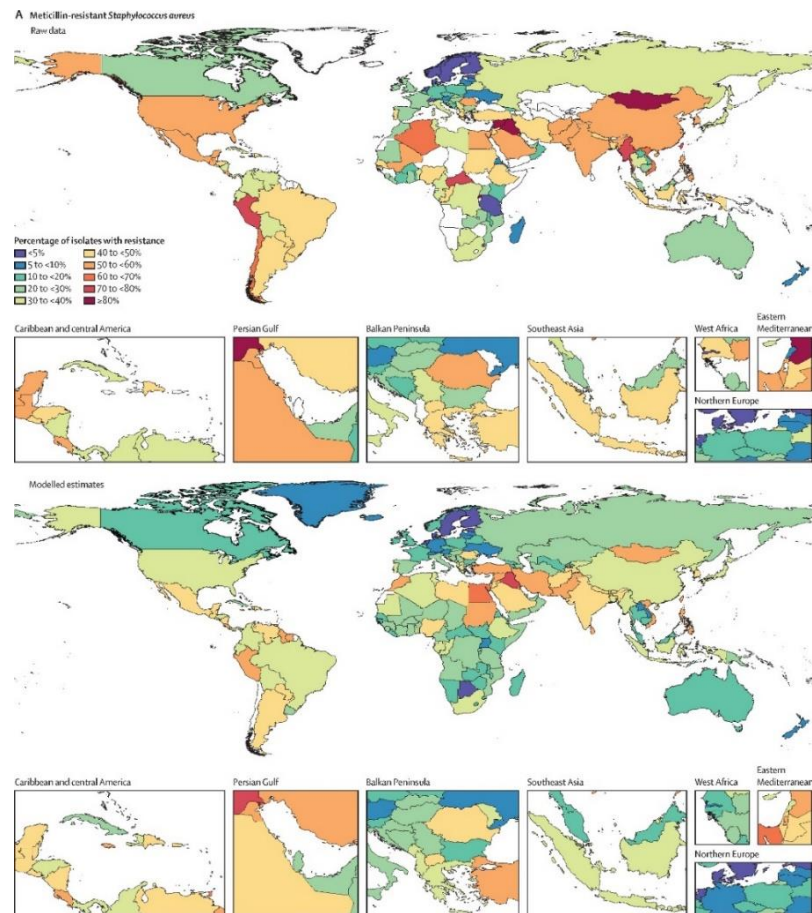 A Meticillin-resistant Staphylococcus aureus
Raw data
Percentage of isolates with resistance
<5%
5 to <10%
10 to <20%
20 to <30%
30 to <40%
40 to <50%
50 to <60%
60 to <70%
70 to <80%
≥80%
Caribbean and central America
Persian Gulf
Balkan Peninsula
Southeast Asia
West Africa
Eastern
Mediterranean
Northern Europe
Modelled estimates
Caribbean and central America
Persian Gulf
Balkan Peninsula
Southeast Asia
West Africa
Eastern
Mediterranean
Northern Europe